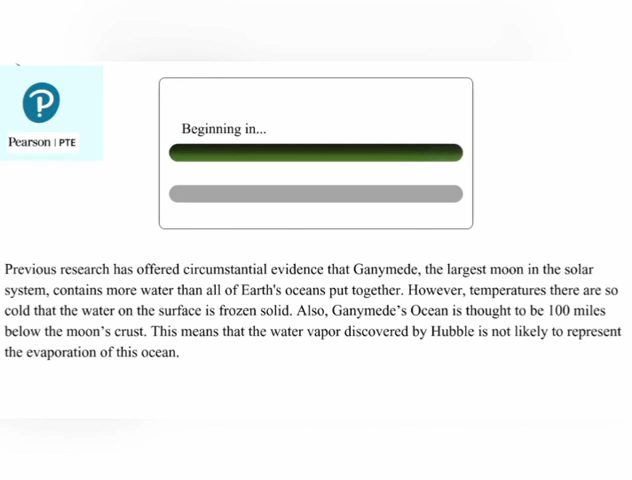 Pearson | PTE
Beginning in...
Previous research has offered circumstantial evidence that Ganymede, the largest moon in the solar
system, contains more water than all of Earth's oceans put together. However, temperatures there are so
cold that the water on the surface is frozen solid. Also, Ganymede’s Ocean is thought to be 100 miles
below the moon’s crust. This means that the water vapor discovered by Hubble is not likely to represent
the evaporation of this ocean.